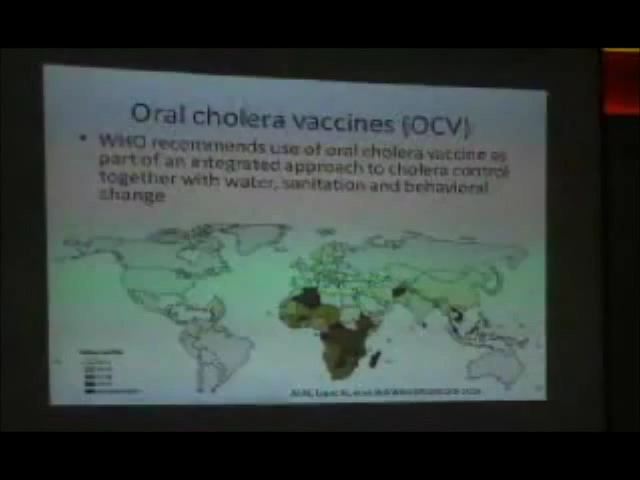 Oral cholera vaccines (OCV)
• WHO recommends use of oral cholera vaccine as
part of an integrated approach to cholera control
together with water, sanitation and behavioral
change